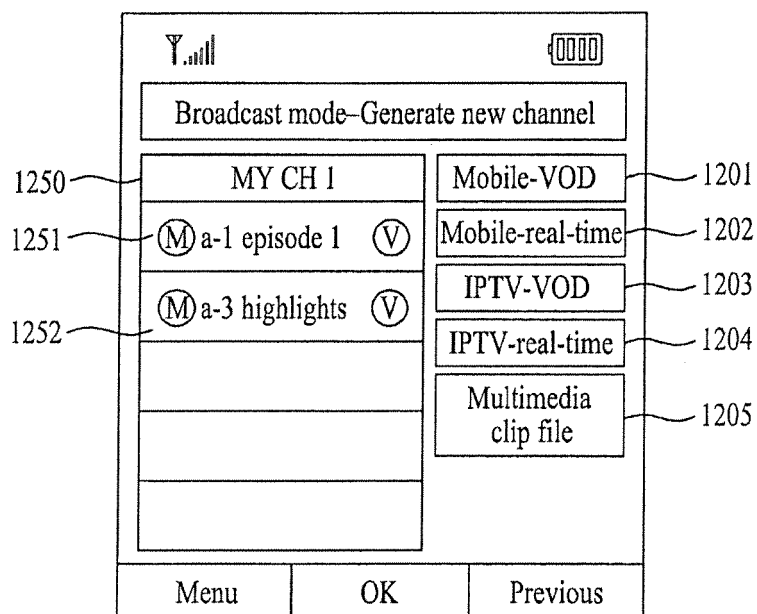 Broadcast mode–Generate new channel
1250
MY CH 1
Mobile-VOD
1201
1251
M a-1 episode 1 V
Mobile-real-time
1202
1252
M a-3 highlights V
IPTV-VOD
1203
IPTV-real-time
1204
Multimedia
clip file
1205
Menu
OK
Previous